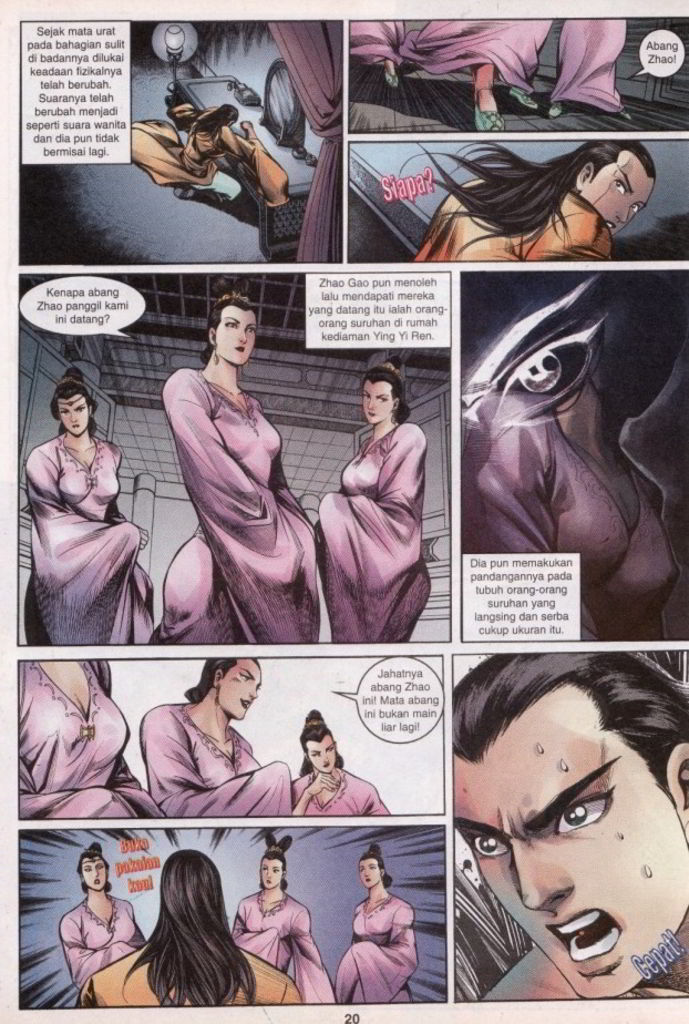 Sejak mata urat
pada bahagian sulit
di badannya dilukai
keadaan fizikalnya
telah berubah.
Suaranya telah
berubah menjadi
seperti suara wanita
dan dia pun tidak
bermisai lagi.
Abang
Zhao!
Siapa?
Kenapa abang
Zhao panggil kami
ini datang?
Zhao Gao pun menoleh
lalu mendapati mereka
yang datang itu ialah orang-
orang suruhan di rumah
kediaman Ying Yi Ren.
Dia pun memakukan
pandangannya pada
tubuh orang-orang
suruhan yang
langsing dan serba
cukup ukuran itu.
Jahatnya
abang Zhao
ini! Mata abang
ini bukan main
liar lagi!
Buka
pakaian
kau!
Cepat!
20